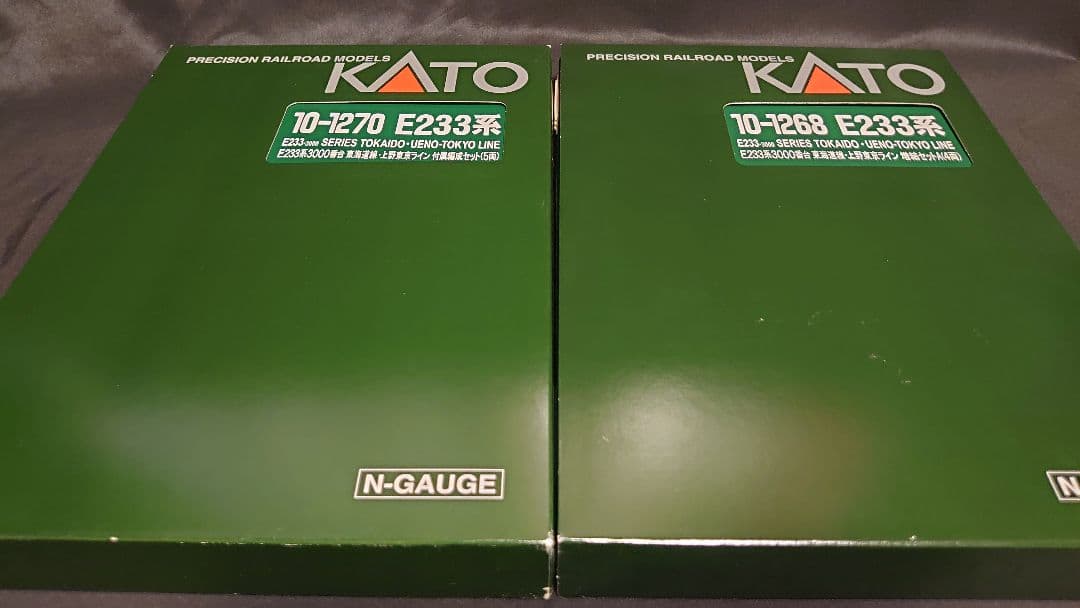 PRECISION RAILROAD MODELS
KATO
10-1270 E233系
E233-3000 SERIES TOKAIDO・UENO-TOKYO LINE
E233系3000番台 東海道線・上野東京ライン 付属編成セット(5両)
N-GAUGE
PRECISION RAILROAD MODELS
KATO
10-1268 E233系
E233-3000 SERIES TOKAIDO・UENO-TOKYO LINE
E233系3000番台 東海道線・上野東京ライン 増結セットA(4両)
N